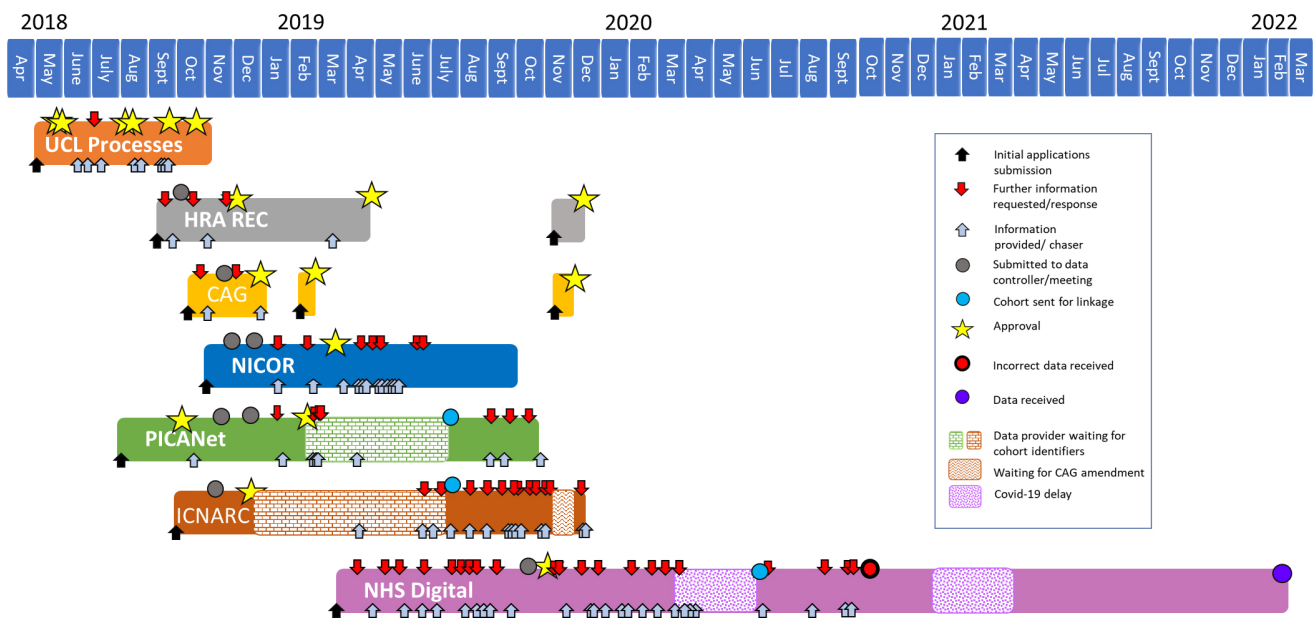 2018 2019 2020 2021 2022
Apr May June July Aug Sept Oct Nov Dec Jan Feb Mar Apr May June July Aug Sept Oct Nov Dec Jan Feb Mar Apr May Jun July Aug Sept Oct Nov Dec Jan Feb Mar Apr May Jun July Aug Sept Oct Nov Dec Jan Feb Mar
UCL Processes
HRA REC
CAG
NICOR
PICANet
ICNARC
NHS Digital
Initial applications
submission
Further information
requested/response
Information
provided/ chaser
Submitted to data
controller/meeting
Cohort sent for linkage
Approval
Incorrect data received
Data received
Data provider waiting for
cohort identifiers
Waiting for CAG amendment
Covid-19 delay